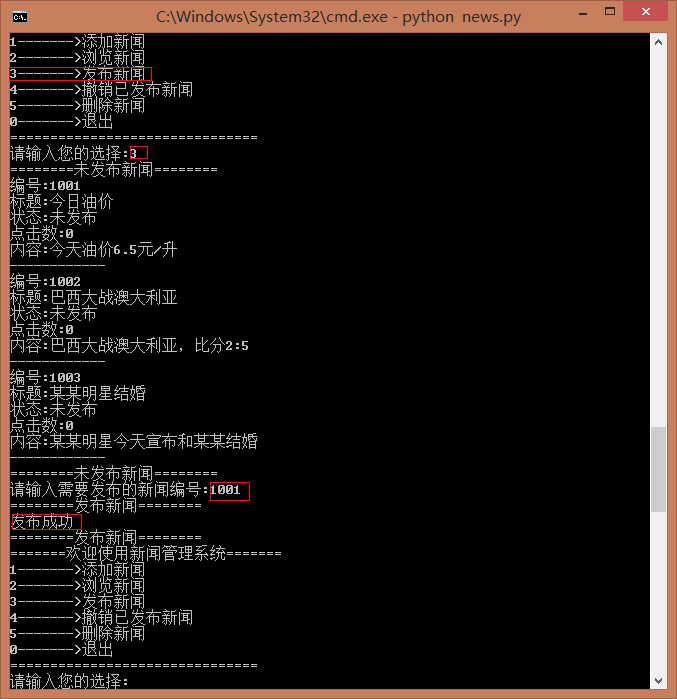 C:\Windows\System32\cmd.exe - python  news.py
1------->添加新闻
2------->浏览新闻
3------->发布新闻
4------->撤销已发布新闻
5------->删除新闻
0------->退出
===============================
请输入您的选择:3
========未发布新闻========
编号:1001
标题:今日油价
状态:未发布
点击数:0
内容:今天油价6.5元/升
------------
编号:1002
标题:巴西大战澳大利亚
状态:未发布
点击数:0
内容:巴西大战澳大利亚，比分2:5
------------
编号:1003
标题:某某明星结婚
状态:未发布
点击数:0
内容:某某明星今天宣布和某某结婚
------------
========未发布新闻========
请输入需要发布的新闻编号:1001
========发布新闻========
发布成功
========发布新闻========
=======欢迎使用新闻管理系统=======
1------->添加新闻
2------->浏览新闻
3------->发布新闻
4------->撤销已发布新闻
5------->删除新闻
0------->退出
===============================
请输入您的选择: